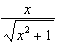 x
√(x² + 1)